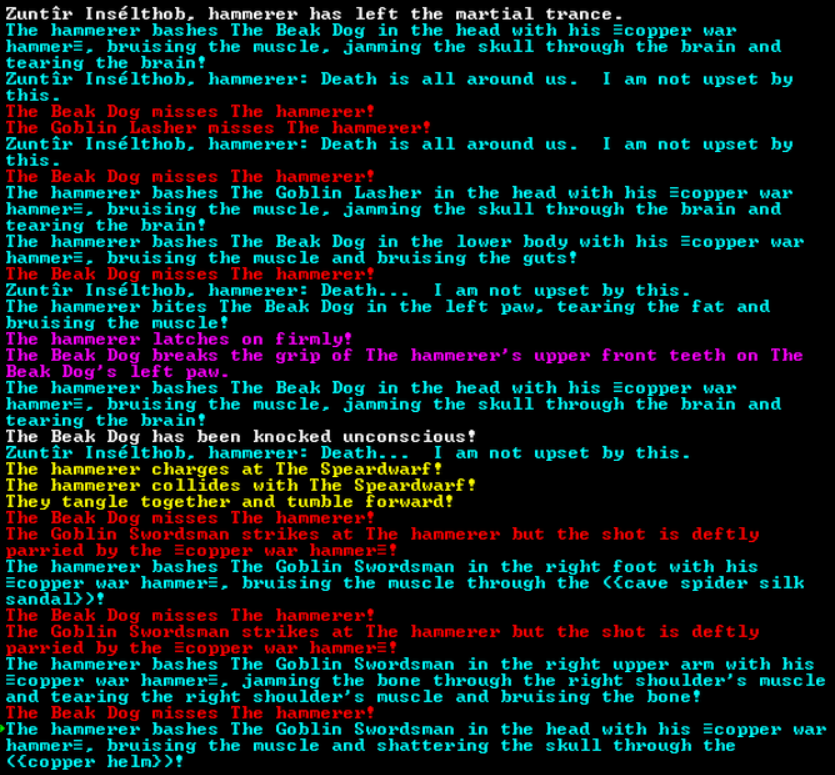 Zuntîr Insélthob, hammerer has left the martial trance.
The hammerer bashes The Beak Dog in the head with his ≡copper war
hammer≡, bruising the muscle, jamming the skull through the brain and
tearing the brain!
Zuntîr Insélthob, hammerer: Death is all around us.  I am not upset by
this.
The Beak Dog misses The hammerer!
The Goblin Lasher misses The hammerer!
Zuntîr Insélthob, hammerer: Death is all around us.  I am not upset by
this.
The Beak Dog misses The hammerer!
The hammerer bashes The Goblin Lasher in the head with his ≡copper war
hammer≡, bruising the muscle, jamming the skull through the brain and
tearing the brain!
The hammerer bashes The Beak Dog in the lower body with his ≡copper war
hammer≡, bruising the muscle and bruising the guts!
The Beak Dog misses The hammerer!
Zuntîr Insélthob, hammerer: Death...  I am not upset by this.
The hammerer bites The Beak Dog in the left paw, tearing the fat and
bruising the muscle!
The hammerer latches on firmly!
The Beak Dog breaks the grip of The hammerer's upper front teeth on The
Beak Dog's left paw.
The hammerer bashes The Beak Dog in the head with his ≡copper war
hammer≡, bruising the muscle, jamming the skull through the brain and
tearing the brain!
The Beak Dog has been knocked unconscious!
Zuntîr Insélthob, hammerer: Death...  I am not upset by this.
The hammerer charges at The Speardwarf!
The hammerer collides with The Speardwarf!
They tangle together and tumble forward!
The Beak Dog misses The hammerer!
The Goblin Swordsman strikes at The hammerer but the shot is deftly
parried by the ≡copper war hammer≡!
The hammerer bashes The Goblin Swordsman in the right foot with his
≡copper war hammer≡, bruising the muscle through the ({cave spider silk
sandal})!
The Beak Dog misses The hammerer!
The Goblin Swordsman strikes at The hammerer but the shot is deftly
parried by the ≡copper war hammer≡!
The hammerer bashes The Goblin Swordsman in the right upper arm with his
≡copper war hammer≡, jamming the bone through the right shoulder's muscle
and tearing the right shoulder's muscle and bruising the bone!
The Beak Dog misses The hammerer!
The hammerer bashes The Goblin Swordsman in the head with his ≡copper war
hammer≡, bruising the muscle and shattering the skull through the
({copper helm})!